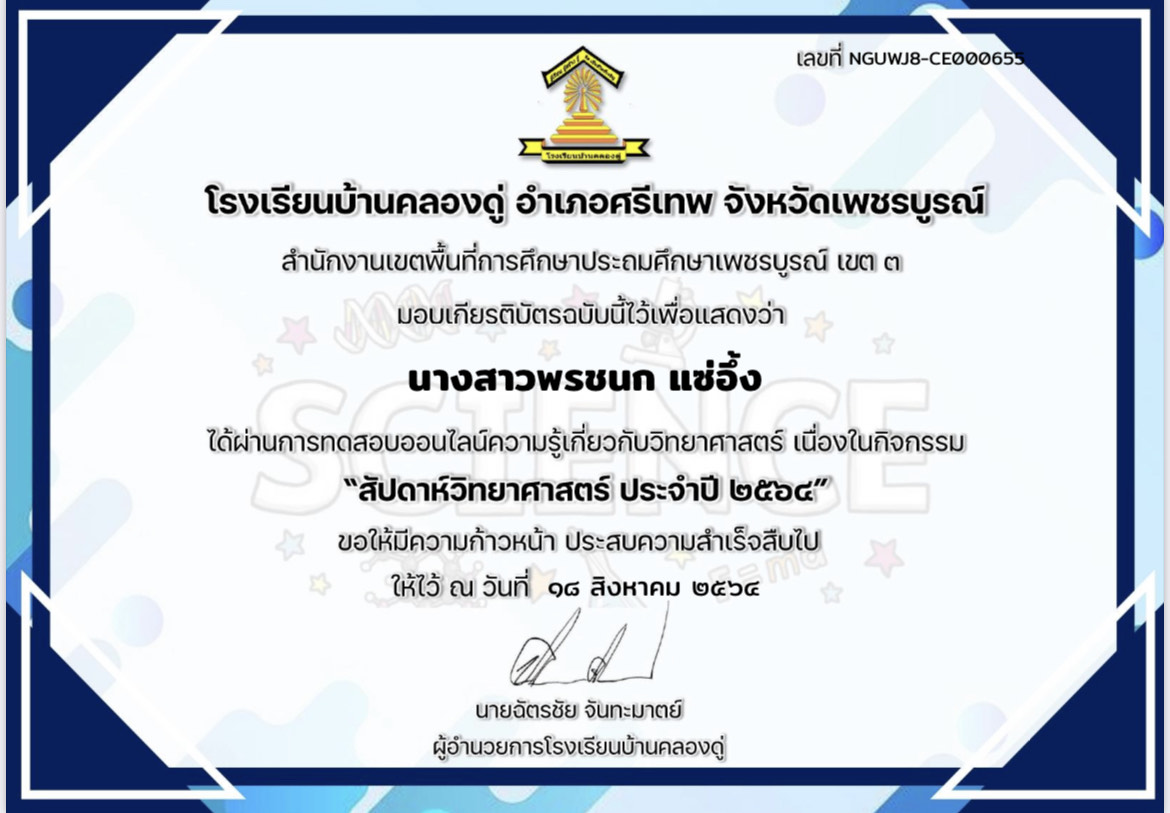 เลขที่ NGUWJ8-CE000655
โรงเรียนบ้านคลองดู่
โรงเรียนบ้านคลองดู่ อำเภอศรีเทพ จังหวัดเพชรบูรณ์
สำนักงานเขตพื้นที่การศึกษาประถมศึกษาเพชรบูรณ์ เขต ๓
มอบเกียรติบัตรฉบับนี้ไว้เพื่อแสดงว่า
นางสาวพรชนก แซ่อึ้ง
SCIENCE
ได้ผ่านการทดสอบออนไลน์ความรู้เกี่ยวกับวิทยาศาสตร์ เนื่องในกิจกรรม
“สัปดาห์วิทยาศาสตร์ ประจำปี ๒๕๖๔”
ขอให้มีความก้าวหน้า ประสบความสำเร็จสืบไป
F=ma
ให้ไว้ ณ วันที่ ๑๘ สิงหาคม ๒๕๖๔
นายฉัตรชัย จันทะมาตย์
ผู้อำนวยการโรงเรียนบ้านคลองดู่